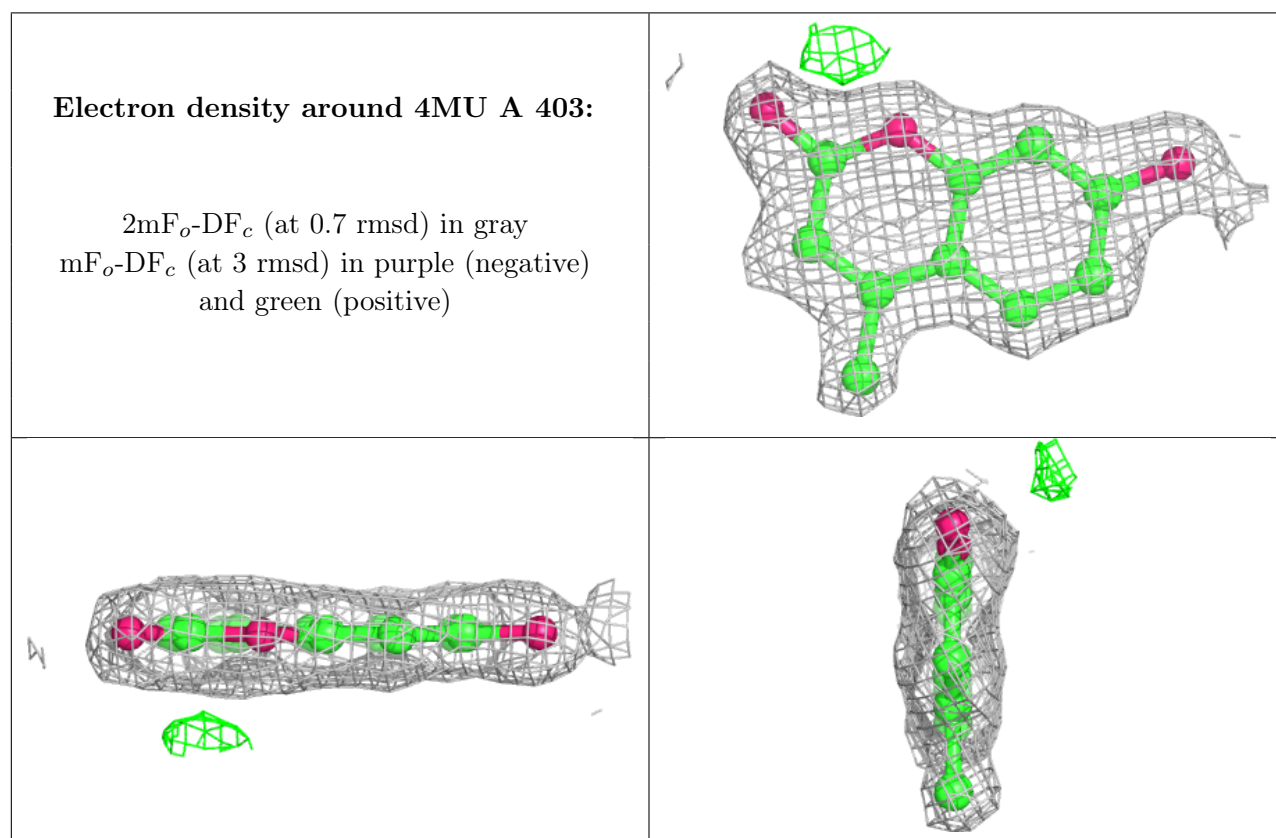 Electron density around 4MU A 403:
2mFo-DFc (at 0.7 rmsd) in gray
mFo-DFc (at 3 rmsd) in purple (negative)
and green (positive)